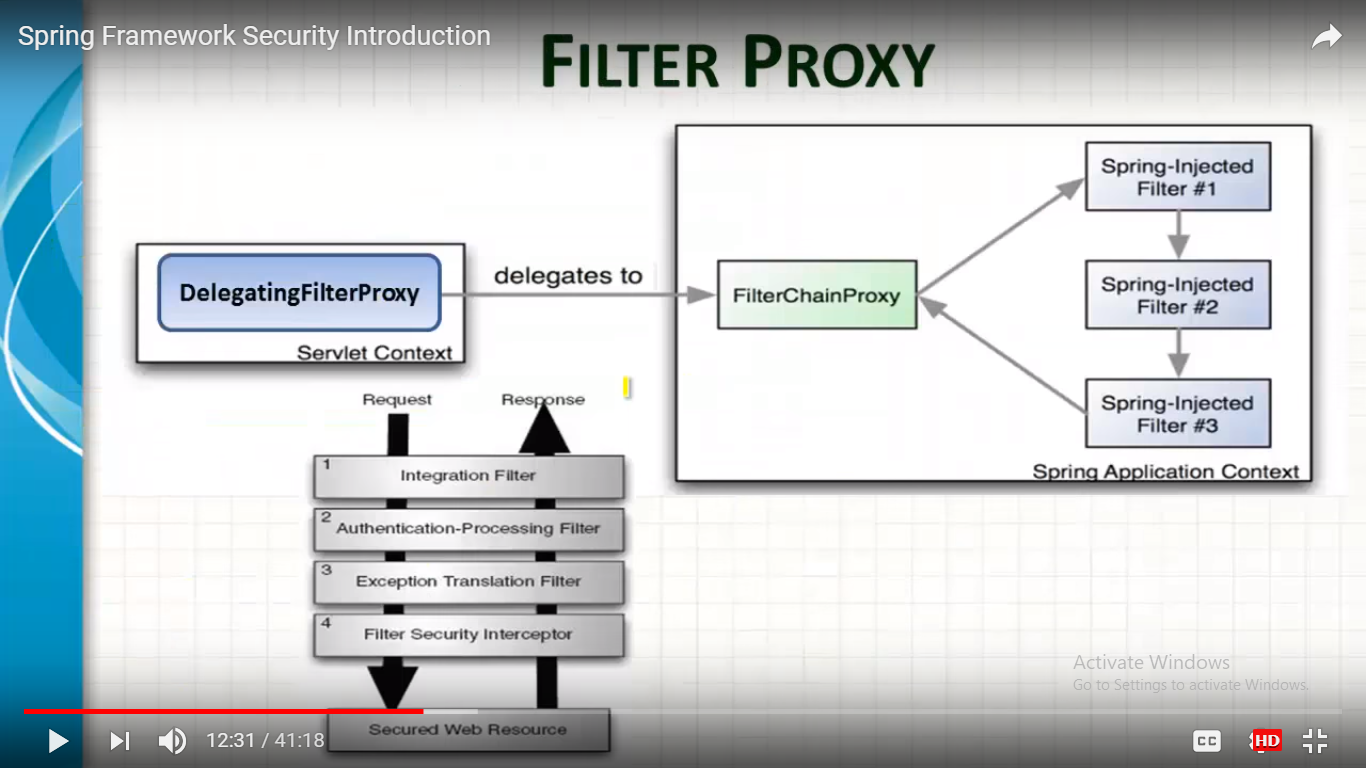 Spring Framework Security Introduction
FILTER PROXY
DelegatingFilterProxy
Servlet Context
delegates to
FilterChainProxy
Spring-Injected
Filter #1
Spring-Injected
Filter #2
Spring-Injected
Filter #3
Spring Application Context
Request
Response
1
Integration Filter
2
Authentication-Processing Filter
3
Exception Translation Filter
4
Filter Security Interceptor
Secured Web Resource
Activate Windows
Go to Settings to activate Windows.
12:31 / 41:18
CC
HD